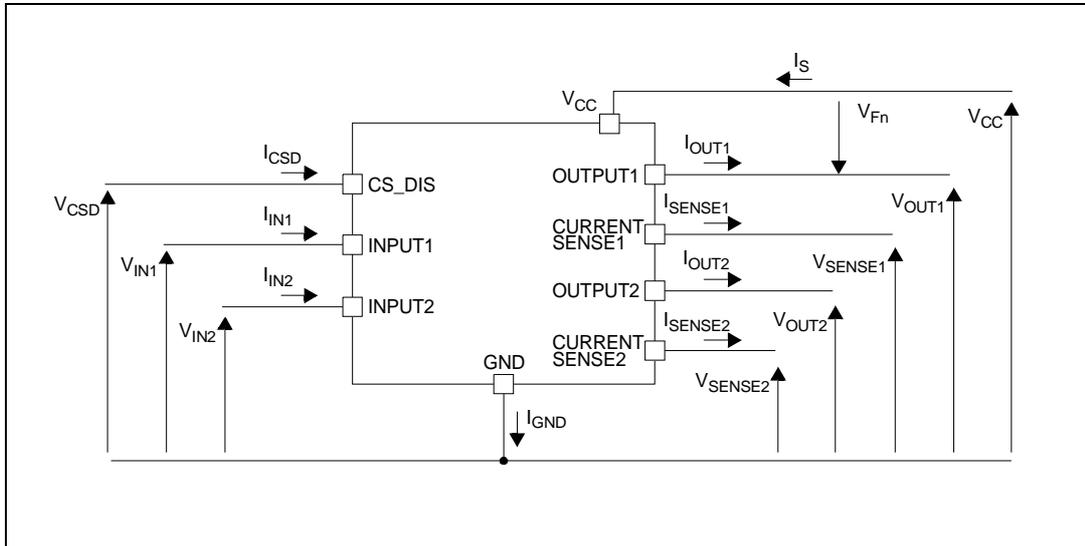 I_S
V_CC
V_Fn
V_CC
I_OUT1
I_CSD
OUTPUT1
CS_DIS
V_CSD
V_OUT1
I_SENSE1
I_IN1
CURRENT
SENSE1
INPUT1
V_IN1
V_SENSE1
I_OUT2
I_IN2
OUTPUT2
INPUT2
I_SENSE2
V_OUT2
V_IN2
CURRENT
SENSE2
GND
V_SENSE2
I_GND